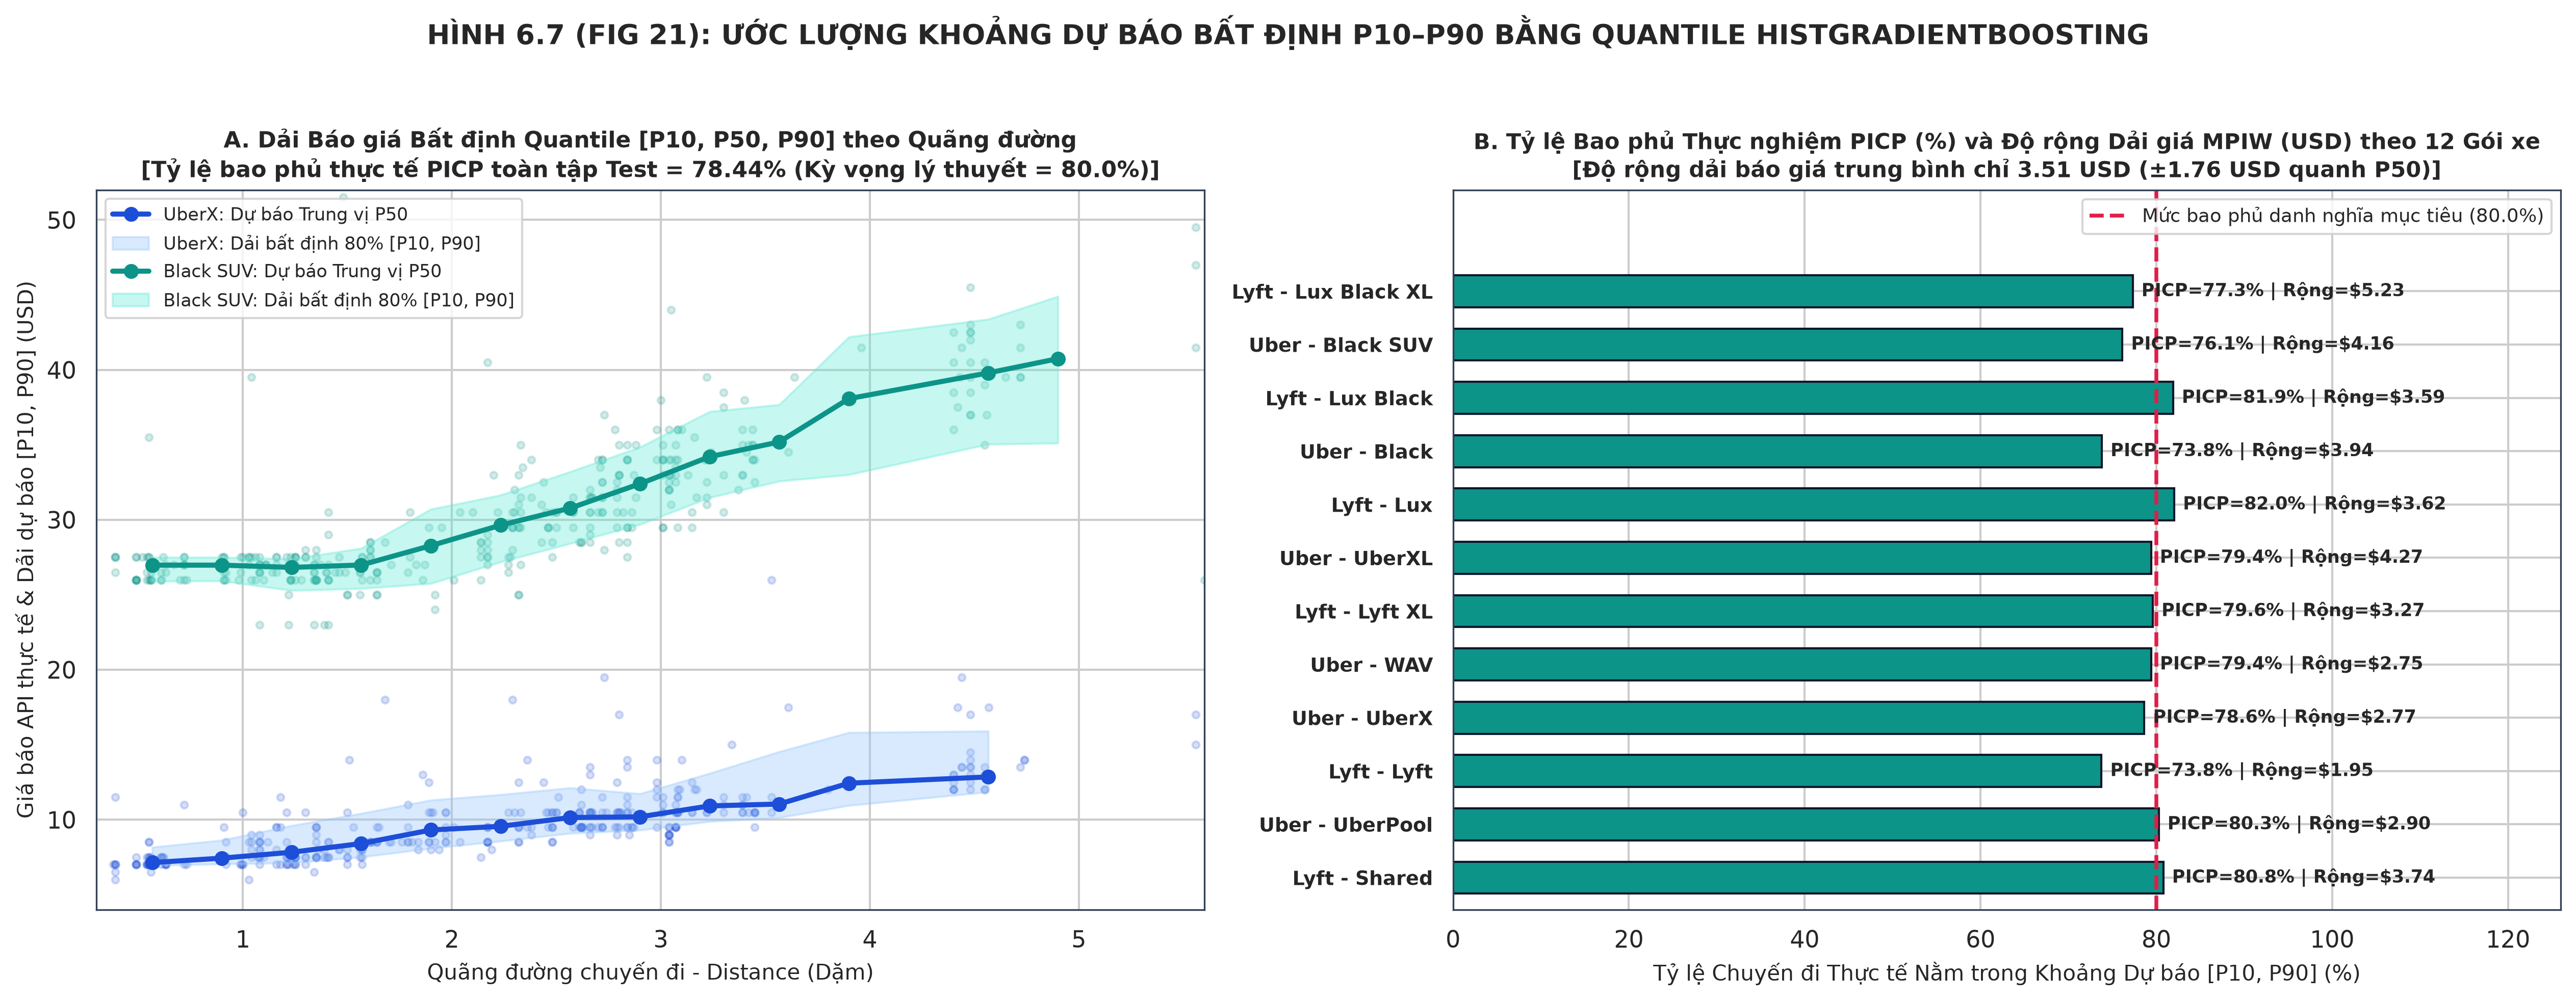 HÌNH 6.7 (FIG 21): ƯỚC LƯỢNG KHOẢNG DỰ BÁO BẤT ĐỊNH P10–P90 BẰNG QUANTILE HISTGRADIENTBOOSTING
A. Dải Báo giá Bất định Quantile [P10, P50, P90] theo Quãng đường
[Tỷ lệ bao phủ thực tế PICP toàn tập Test = 78.44% (Kỳ vọng lý thuyết = 80.0%)]
Giá báo API thực tế & Dải dự báo [P10, P90] (USD)
50
40
30
20
10
UberX: Dự báo Trung vị P50
UberX: Dải bất định 80% [P10, P90]
Black SUV: Dự báo Trung vị P50
Black SUV: Dải bất định 80% [P10, P90]
1
2
3
4
5
Quãng đường chuyến đi - Distance (Dặm)
B. Tỷ lệ Bao phủ Thực nghiệm PICP (%) và Độ rộng Dải giá MPIW (USD) theo 12 Gói xe
[Độ rộng dải báo giá trung bình chỉ 3.51 USD (±1.76 USD quanh P50)]
Mức bao phủ danh nghĩa mục tiêu (80.0%)
Lyft - Lux Black XL
PICP=77.3% | Rộng=$5.23
Uber - Black SUV
PICP=76.1% | Rộng=$4.16
Lyft - Lux Black
PICP=81.9% | Rộng=$3.59
Uber - Black
PICP=73.8% | Rộng=$3.94
Lyft - Lux
PICP=82.0% | Rộng=$3.62
Uber - UberXL
PICP=79.4% | Rộng=$4.27
Lyft - Lyft XL
PICP=79.6% | Rộng=$3.27
Uber - WAV
PICP=79.4% | Rộng=$2.75
Uber - UberX
PICP=78.6% | Rộng=$2.77
Lyft - Lyft
PICP=73.8% | Rộng=$1.95
Uber - UberPool
PICP=80.3% | Rộng=$2.90
Lyft - Shared
PICP=80.8% | Rộng=$3.74
0
20
40
60
80
100
120
Tỷ lệ Chuyến đi Thực tế Nằm trong Khoảng Dự báo [P10, P90] (%)